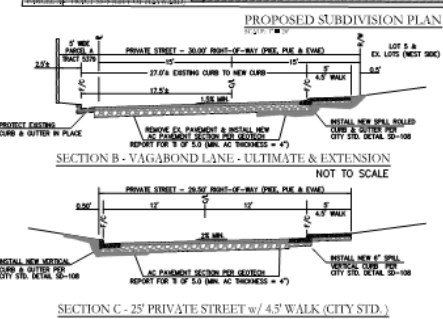 PROPOSED SUBDIVISION PLAN
5' WIDE
PARCEL A
TRACT 5379
PRIVATE STREET - 30.00' RIGHT-OF-WAY (PIEE, PUE & EVAE)
R/W
LOT 5 &
EX. LOTS (WEST SIDE)
15'
15'
5'
2.5'±
F/C
27.0'± EXISTING CURB TO NEW CURB
F/C
4.5' WALK
0.5'
17.5'±
1.5% MIN.
PROTECT EXISTING
CURB & GUTTER IN PLACE
REMOVE EX. PAVEMENT & INSTALL NEW
AC PAVEMENT SECTION PER GEOTECH
REPORT FOR TI OF 5.0 (MIN. AC THICKNESS = 4")
INSTALL NEW SPILL ROLLED
CURB & GUTTER PER
CITY STD. DETAIL SD-108
SECTION B - VAGABOND LANE - ULTIMATE & EXTENSION
NOT TO SCALE
PRIVATE STREET - 29.50' RIGHT-OF-WAY (PIEE, PUE & EVAE)
0.50'
12'
12'
5'
F/C
F/C
4.5' WALK
2% MIN.
INSTALL NEW VERTICAL
CURB & GUTTER PER
CITY STD. DETAIL SD-108
AC PAVEMENT SECTION PER GEOTECH
REPORT FOR TI OF 5.0 (MIN. AC THICKNESS = 4")
INSTALL NEW 6" SPILL
VERTICAL CURB PER
CITY STD. DETAIL SD-108
SECTION C - 25' PRIVATE STREET w/ 4.5' WALK (CITY STD.)